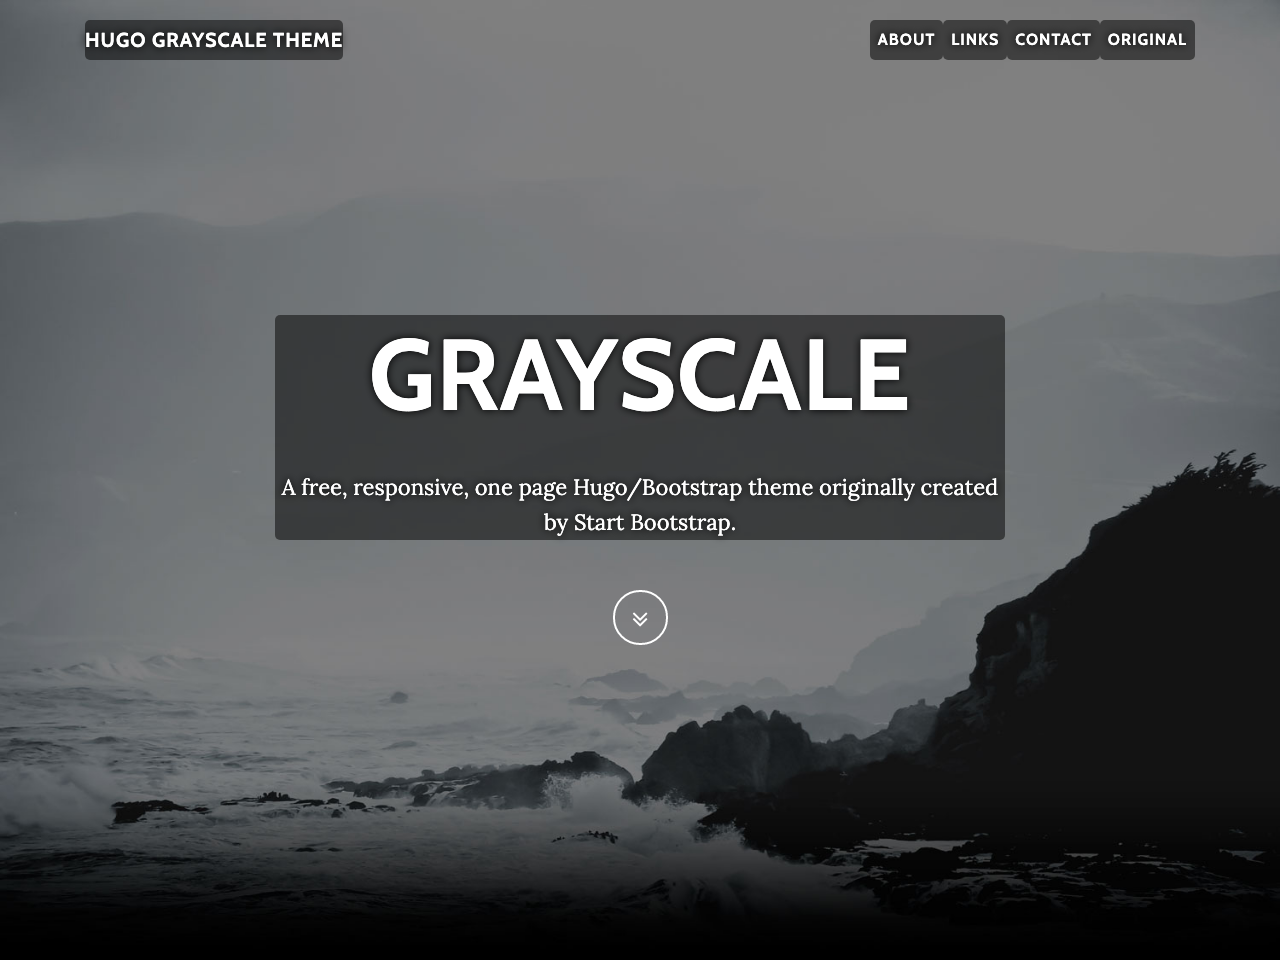 HUGO GRAYSCALE THEME
ABOUT LINKS CONTACT ORIGINAL
GRAYSCALE
A free, responsive, one page Hugo/Bootstrap theme originally created
by Start Bootstrap.